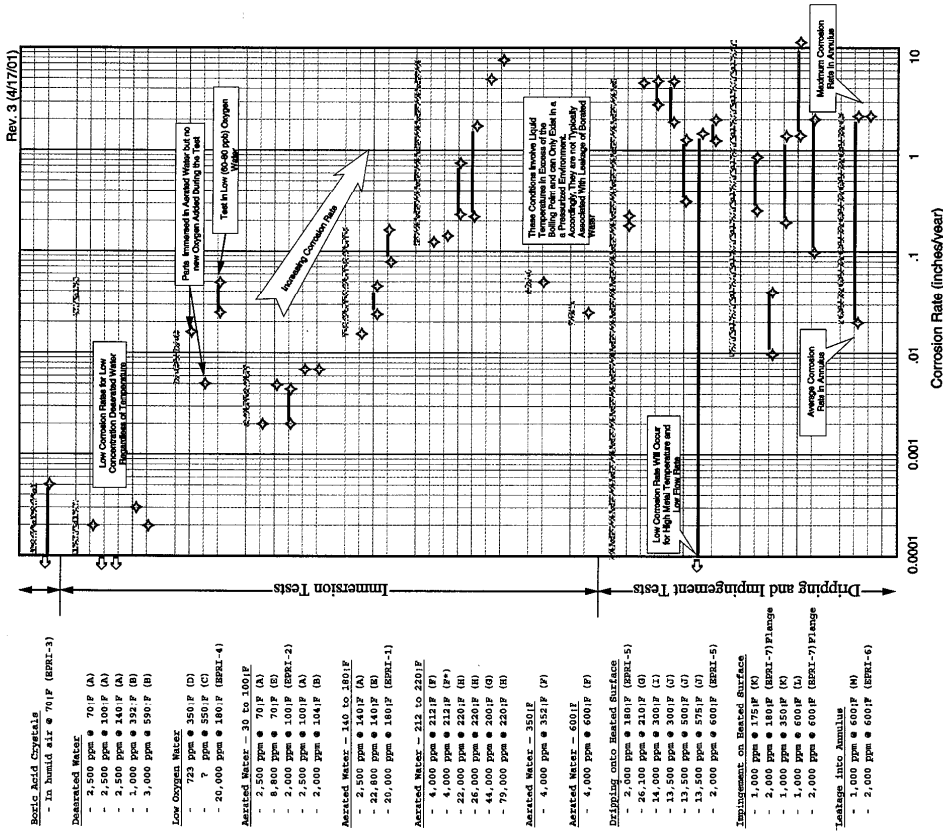 Rev. 3 (4/17/01)
Boric Acid Crystals
- In humid air @ 70¡F (EPRI-3)
Deaerated Water
- 2,500 ppm @ 70¡F (A)
- 2,500 ppm @ 100¡F (A)
- 2,500 ppm @ 140¡F (A)
- 1,000 ppm @ 392¡F (B)
- 3,000 ppm @ 590¡F (B)
Low Oxygen Water
- 723 ppm @ 350¡F (D)
- ? ppm @ 550¡F (C)
- 20,000 ppm @ 180¡F (EPRI-4)
Aerated Water - 30 to 100¡F
- 2,500 ppm @ 70¡F (A)
- 8,800 ppm @ 70¡F (E)
- 2,000 ppm @ 100¡F (EPRI-2)
- 2,500 ppm @ 100¡F (A)
- 2,000 ppm @ 104¡F (B)
Aerated Water - 140 to 180¡F
- 2,500 ppm @ 140¡F (A)
- 22,800 ppm @ 140¡F (E)
- 20,000 ppm @ 180¡F (EPRI-1)
Aerated Water - 212 to 220¡F
- 4,000 ppm @ 212¡F (F)
- 4,000 ppm @ 212¡F (F*)
- 22,000 ppm @ 220¡F (H)
- 26,000 ppm @ 220¡F (H)
- 44,000 ppm @ 200¡F (G)
- 79,000 ppm @ 220¡F (H)
Aerated Water - 350¡F
- 4,000 ppm @ 352¡F (F)
Aerated Water - 600¡F
- 4,000 ppm @ 600¡F (F)
Dripping onto Heated Surface
- 2,000 ppm @ 180¡F (EPRI-5)
- 26,100 ppm @ 210¡F (G)
- 14,000 ppm @ 300¡F (I)
- 13,500 ppm @ 300¡F (J)
- 13,500 ppm @ 500¡F (J)
- 13,500 ppm @ 575¡F (J)
- 2,000 ppm @ 600¡F (EPRI-5)
Impingement on Heated Surface
- 1,000 ppm @ 175¡F (K)
- 2,000 ppm @ 180¡F (EPRI-7)Flange
- 1,000 ppm @ 350¡F (K)
- 1,000 ppm @ 600¡F (L)
- 2,000 ppm @ 600¡F (EPRI-7)Flange
Leakage into Annulus
- 1,000 ppm @ 600¡F (M)
- 2,000 ppm @ 600¡F (EPRI-6)
Immersion Tests
Dripping and Impingement Tests
Low Corrosion Rates for Low
Concentration Deaerated Water
Regardless of Temperature
Parts Immersed in Aerated Water but no
new Oxygen Added During the Test
Test in Low (60-80 ppb) Oxygen
Water
Increasing Corrosion Rate
These Conditions Involve Liquid
Temperatures in Excess of the
Boiling Point and can Only Exist in a
a Pressurized Environment.
Accordingly, They are not Typically
Associated With Leakage of Borated
Water
Low Corrosion Rate Will Occur
for High Metal Temperature and
Low Flow Rate
Average Corrosion
Rate in Annulus
Maximum Corrosion
Rate in Annulus
0.0001
0.001
.01
.1
1
10
Corrosion Rate (inches/year)